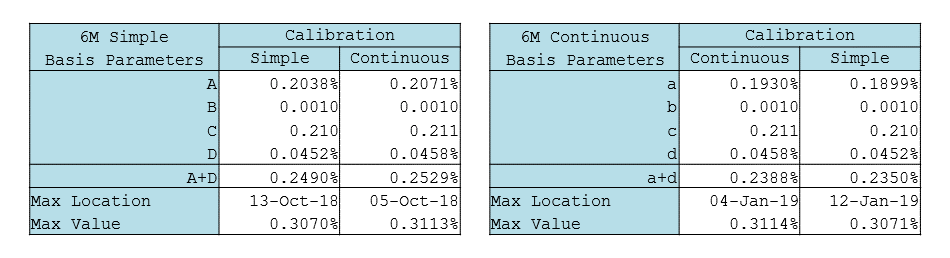 6M Simple Calibration
Basis Parameters Simple Continuous
A 0.2038% 0.2071%
B 0.0010 0.0010
C 0.210 0.211
D 0.0452% 0.0458%
A+D 0.2490% 0.2529%
Max Location 13-Oct-18 05-Oct-18
Max Value 0.3070% 0.3113%
6M Continuous Calibration
Basis Parameters Continuous Simple
a 0.1930% 0.1899%
b 0.0010 0.0010
c 0.211 0.210
d 0.0458% 0.0452%
a+d 0.2388% 0.2350%
Max Location 04-Jan-19 12-Jan-19
Max Value 0.3114% 0.3071%